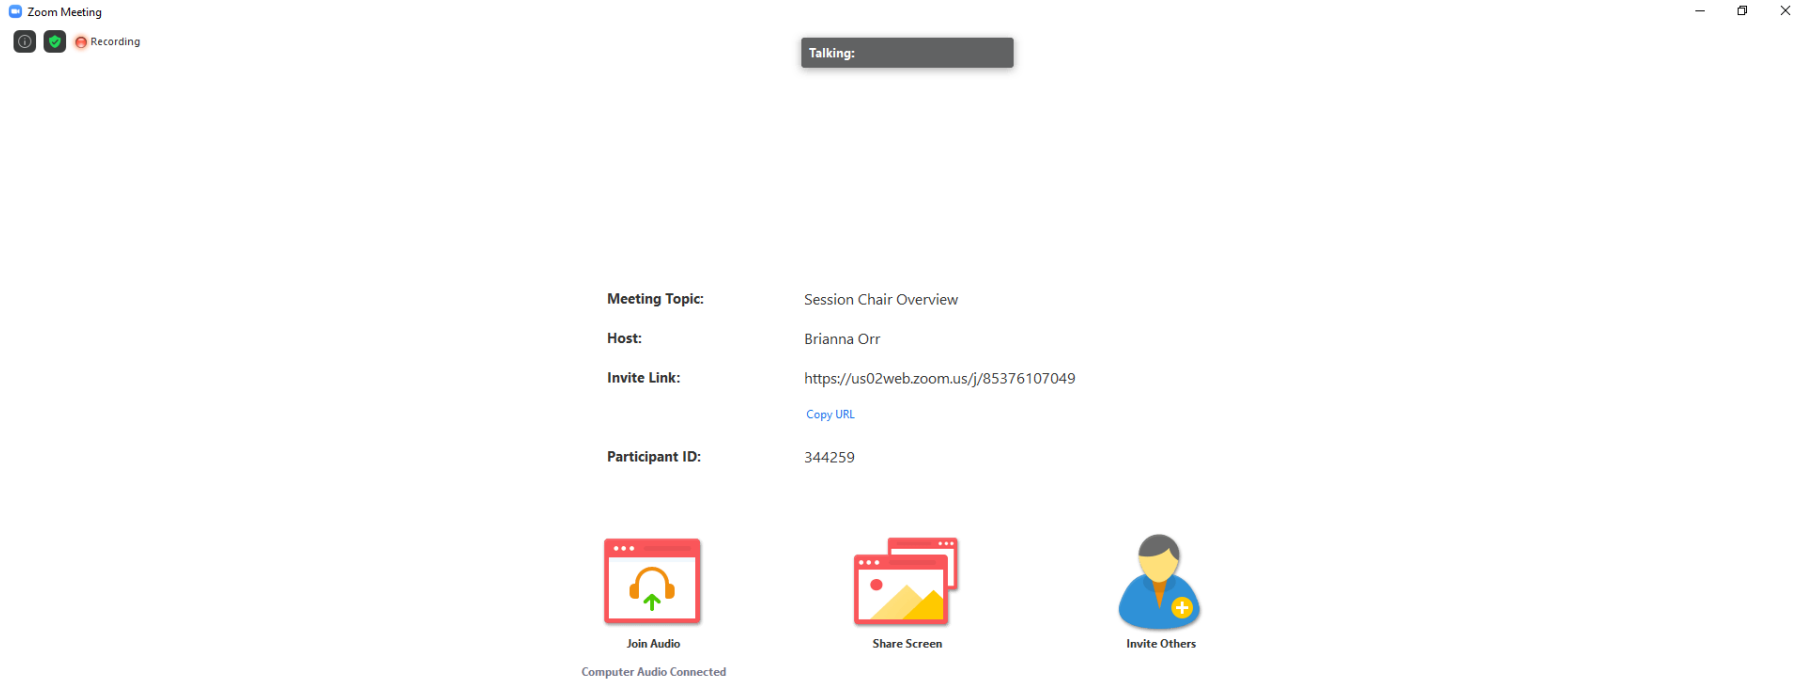 Zoom Meeting
Recording
Talking:
Meeting Topic: Session Chair Overview
Host: Brianna Orr
Invite Link: https://us02web.zoom.us/j/85376107049
Copy URL
Participant ID: 344259
Join Audio Share Screen Invite Others
Computer Audio Connected